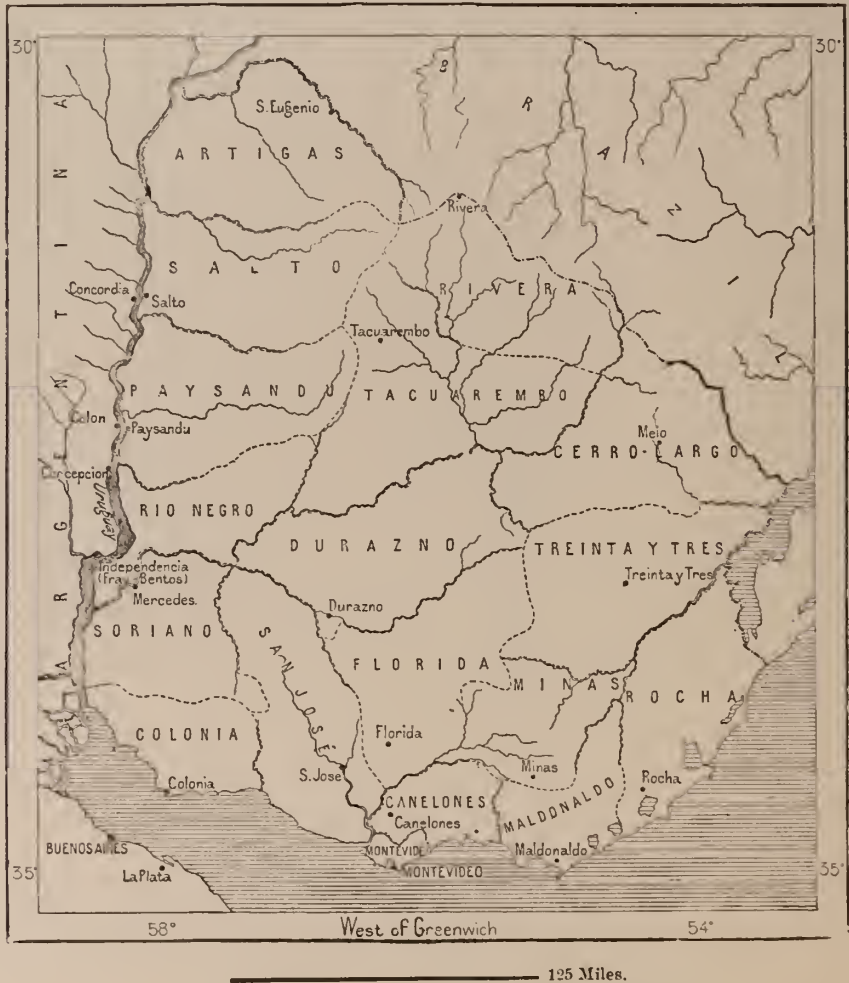 30°
30°
ARGENTINA
BRAZIL
S. Eugenio
ARTIGAS
Rivera
SALTO
Concordia
Salto
RIVERA
Tacuarembo
PAYSANDU
TACUAREMBO
Colon
Paysandu
Melo
CERRO-LARGO
Concepcion
Uruguay
RIO NEGRO
DURAZNO
TREINTA Y TRES
Independencia
(Fray Bentos)
Treinta y Tres
Mercedes.
Durazno
SORIANO
SAN JOSÉ
FLORIDA
MINAS
ROCHA
COLONIA
Florida
Colonia
S. Jose
Minas
Rocha
CANELONES
Canelones
MALDONALDO
BUENOS AIRES
MONTEVIDEO
Maldonaldo
La Plata
MONTEVIDEO
35°
35°
58°
West of Greenwich
54°
125 Miles.